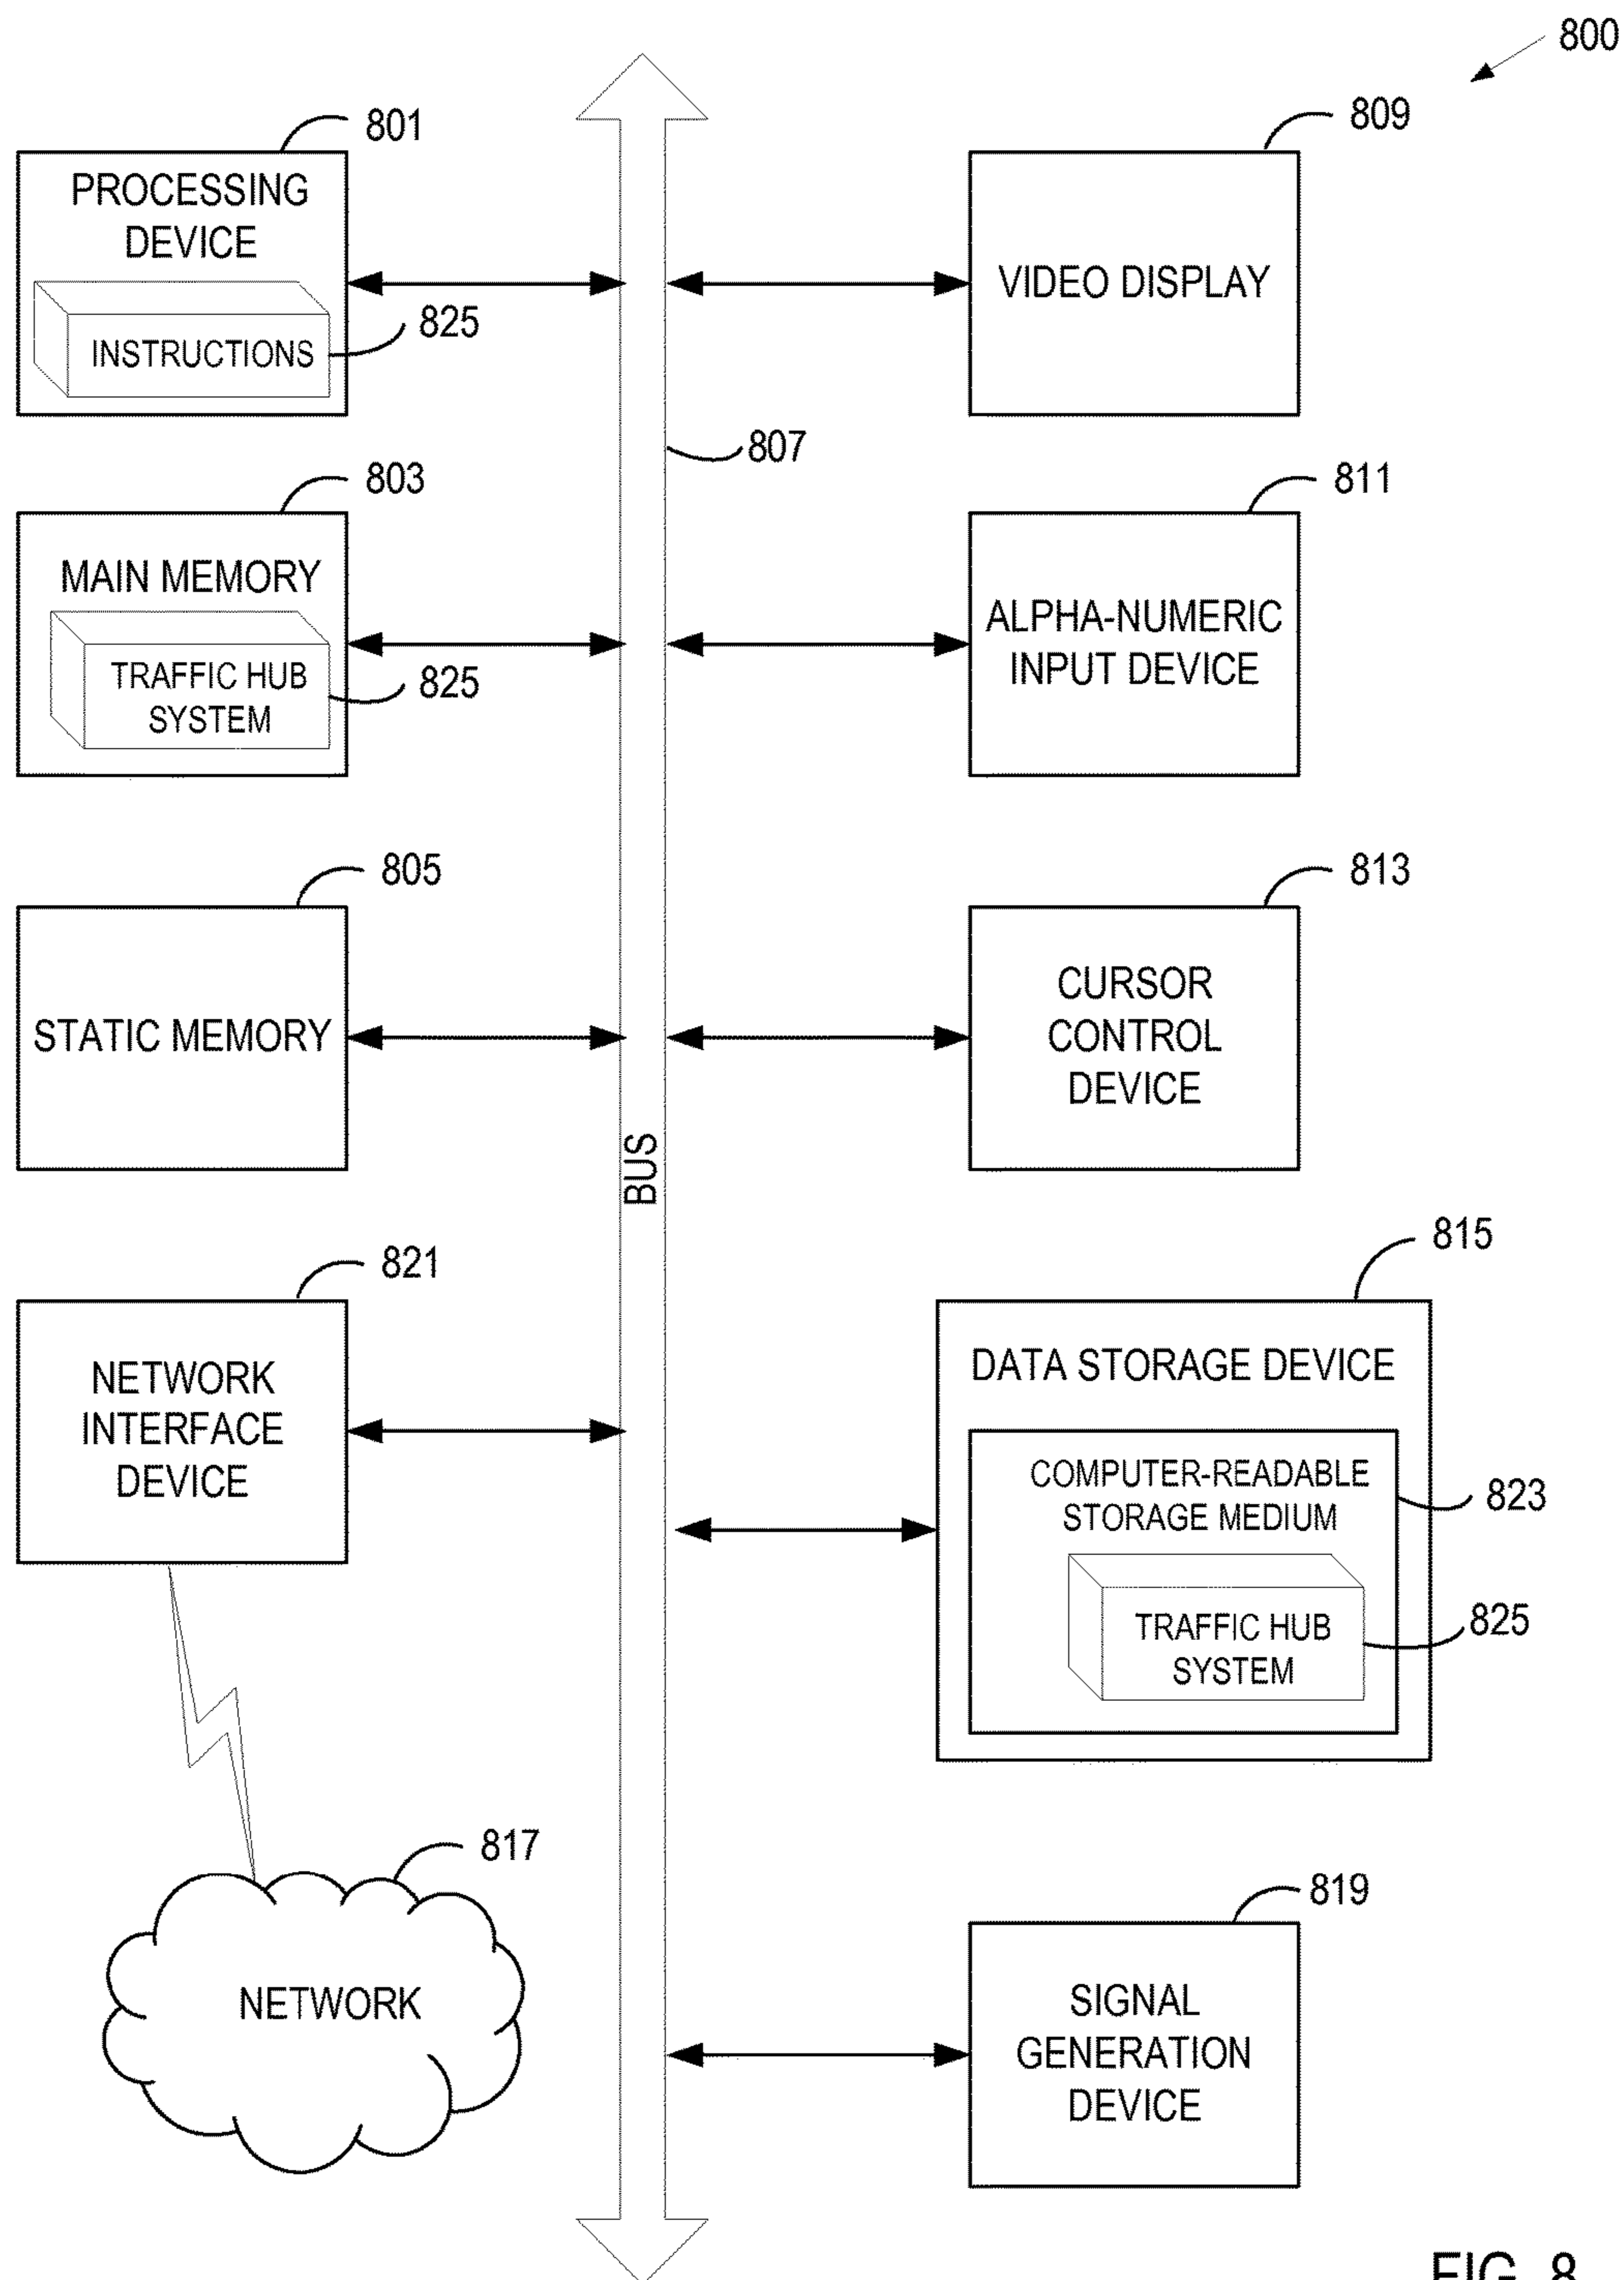 800
801
PROCESSING
DEVICE
INSTRUCTIONS
825
809
VIDEO DISPLAY
807
803
MAIN MEMORY
TRAFFIC HUB
SYSTEM
825
811
ALPHA-NUMERIC
INPUT DEVICE
805
STATIC MEMORY
813
CURSOR
CONTROL
DEVICE
BUS
821
NETWORK
INTERFACE
DEVICE
815
DATA STORAGE DEVICE
COMPUTER-READABLE
STORAGE MEDIUM
823
TRAFFIC HUB
SYSTEM
825
817
NETWORK
819
SIGNAL
GENERATION
DEVICE
FIG. 8